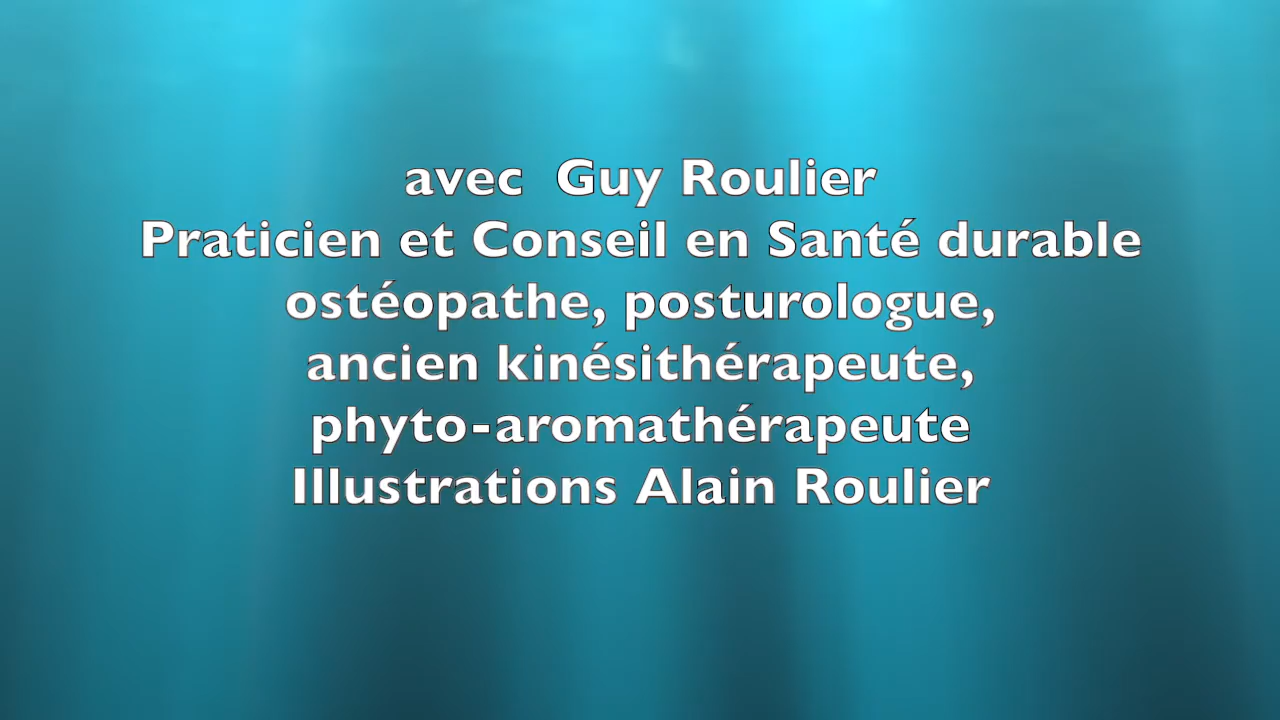 avec  Guy Roulier
Praticien et Conseil en Santé durable
ostéopathe, posturologue,
ancien kinésithérapeute,
phyto-aromathérapeute
Illustrations Alain Roulier